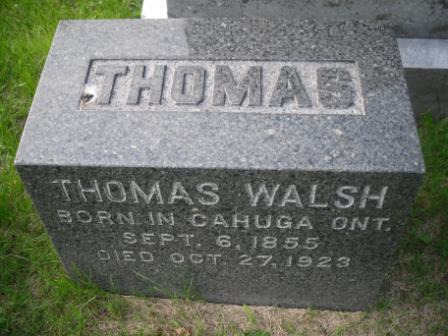 THOMAS
THOMAS WALSH
BORN IN CAHUGA ONT.
SEPT. 6, 1855
DIED OCT. 27, 1923